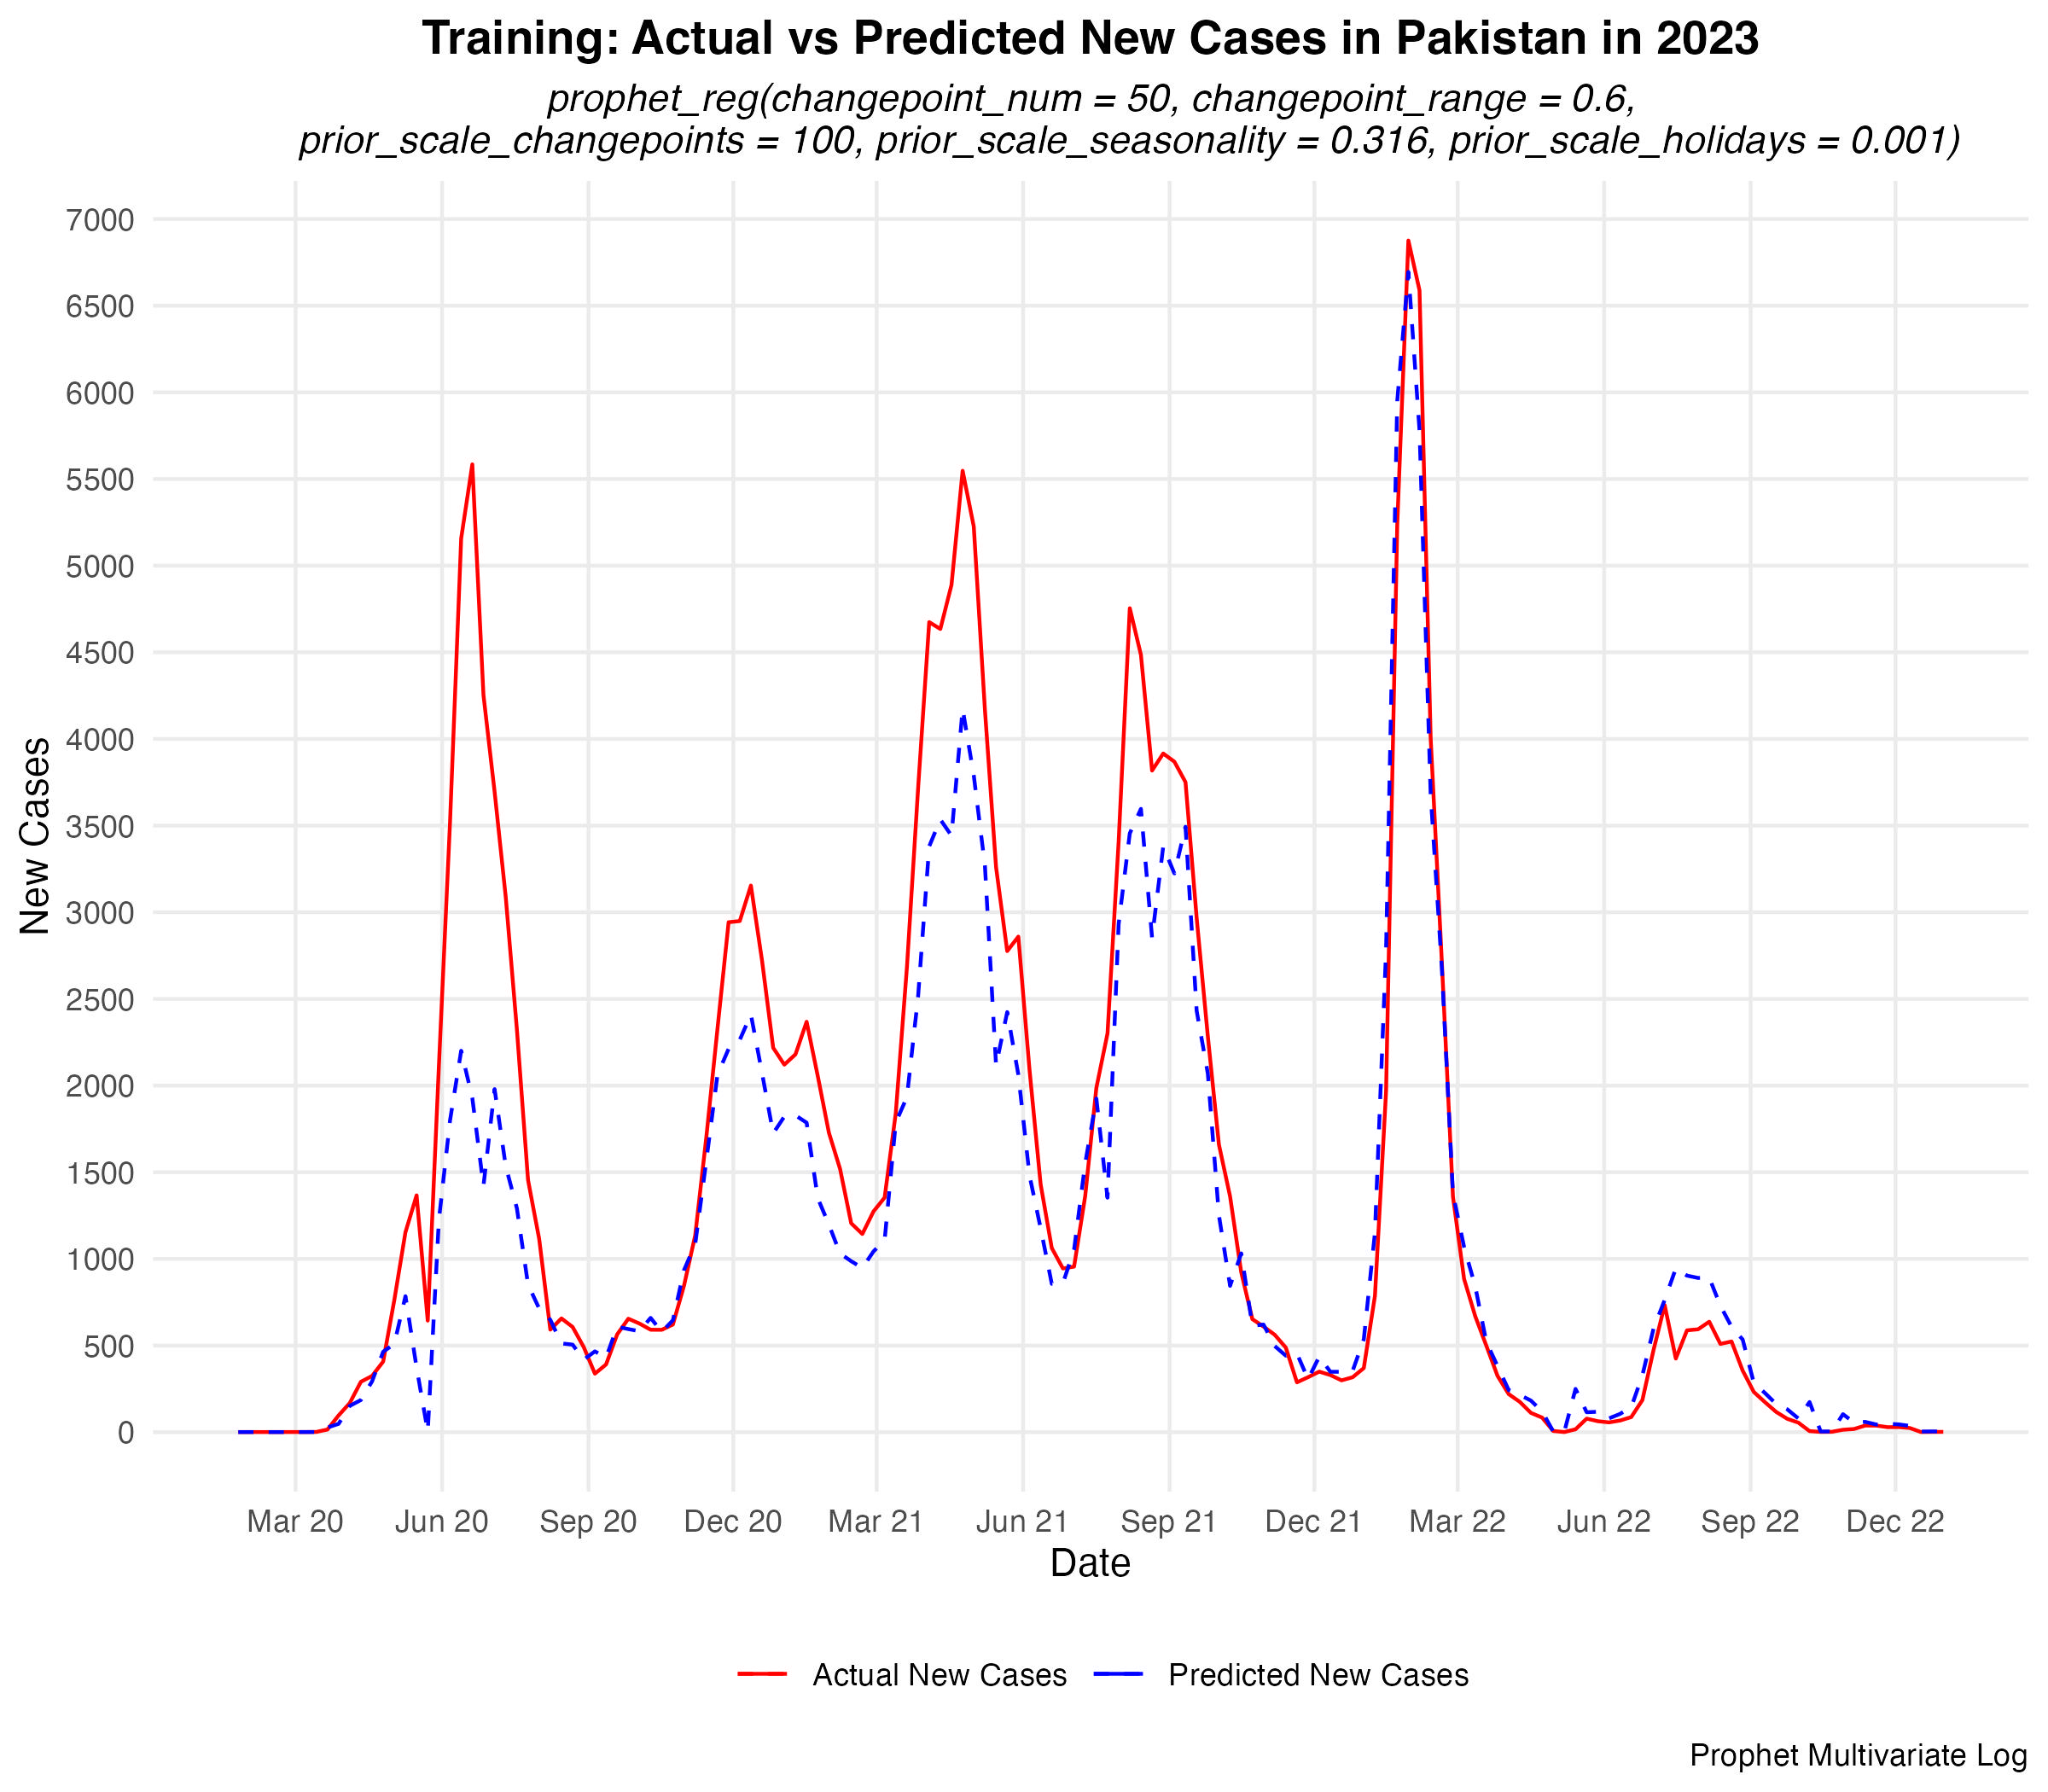 Training: Actual vs Predicted New Cases in Pakistan in 2023
prophet_reg(changepoint_num = 50, changepoint_range = 0.6,
prior_scale_changepoints = 100, prior_scale_seasonality = 0.316, prior_scale_holidays = 0.001)
7000
6500
6000
5500
5000
4500
4000
3500
3000
2500
2000
1500
1000
500
0
New Cases
Mar 20 Jun 20 Sep 20 Dec 20 Mar 21 Jun 21 Sep 21 Dec 21 Mar 22 Jun 22 Sep 22 Dec 22
Date
Actual New Cases Predicted New Cases
Prophet Multivariate Log